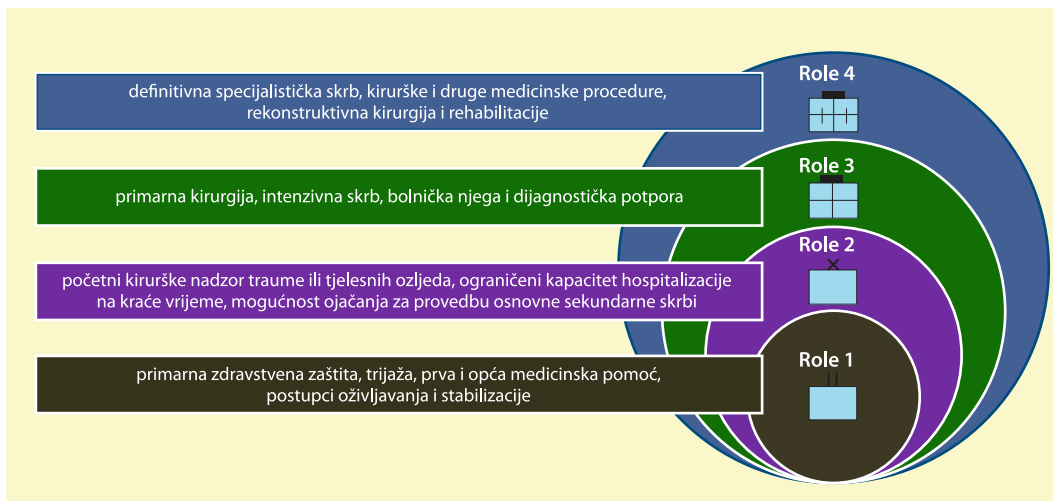 Role 4
definitivna specijalistička skrb, kirurške i druge medicinske procedure,
rekonstruktivna kirurgija i rehabilitacije
Role 3
primarna kirurgija, intenzivna skrb, bolnička njega i dijagnostička potpora
Role 2
početni kirurške nadzor traume ili tjelesnih ozljeda, ograničeni kapacitet hospitalizacije
na kraće vrijeme, mogućnost ojačanja za provedbu osnovne sekundarne skrbi
Role 1
primarna zdravstvena zaštita, trijaža, prva i opća medicinska pomoć,
postupci oživljavanja i stabilizacije